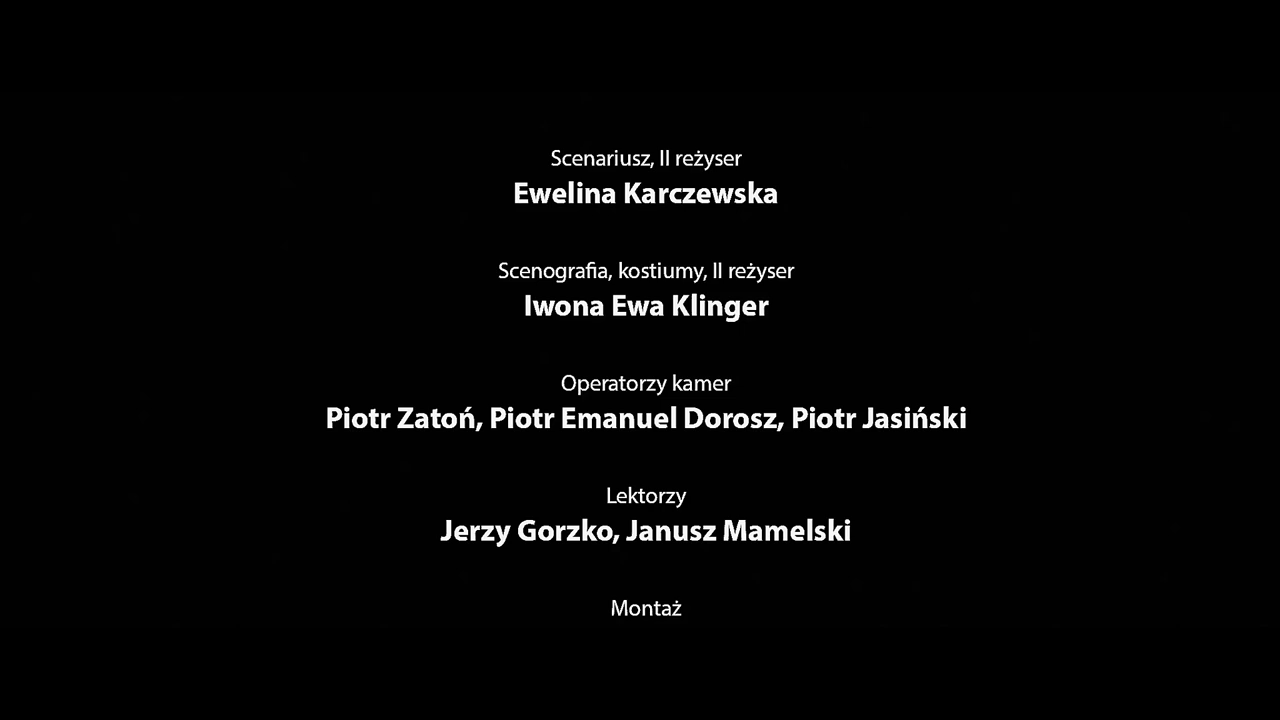 Scenariusz, II reżyser
Ewelina Karczewska
Scenografia, kostiumy, II reżyser
Iwona Ewa Klinger
Operatorzy kamer
Piotr Zatoń, Piotr Emanuel Dorosz, Piotr Jasiński
Lektorzy
Jerzy Gorzko, Janusz Mamelski
Montaż